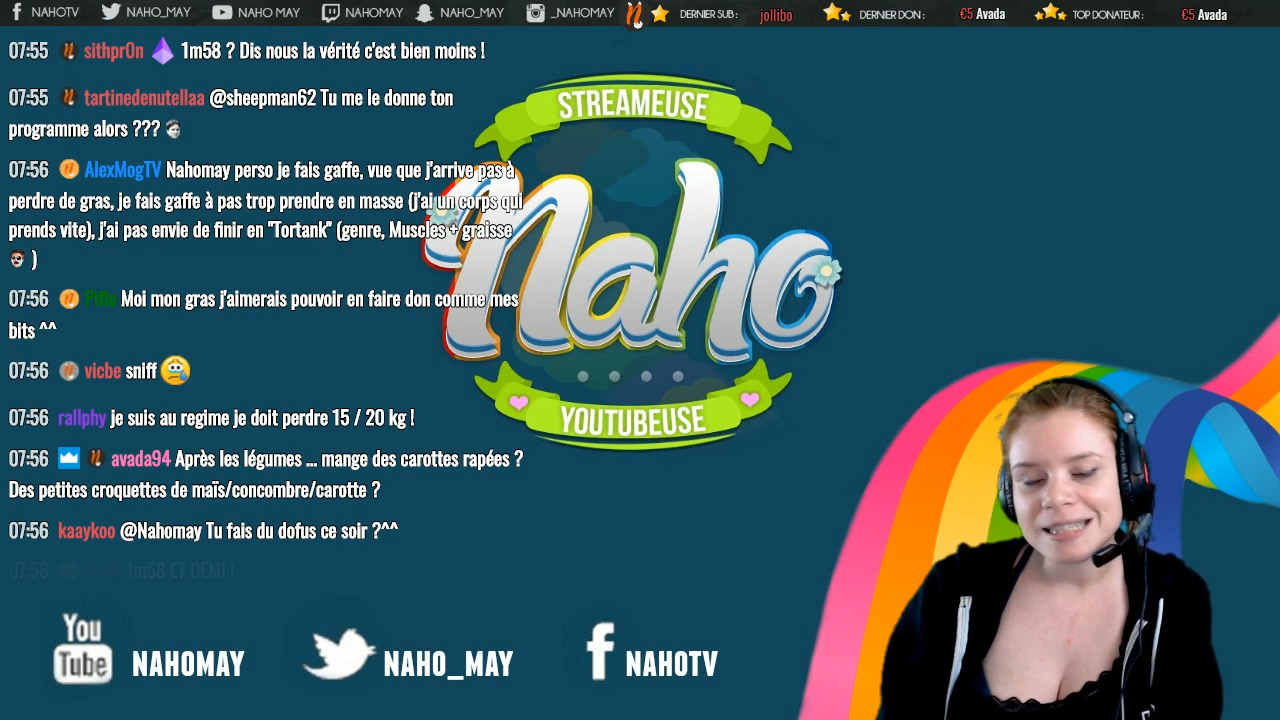 NAHOTV NAHO_MAY NAHO MAY NAHOMAY NAHO_MAY _NAHOMAY DERNIER SUB : jollibo DERNIER DON : €5 Avada TOP DONATEUR : €5 Avada
07:55 sithpr0n 1m58 ? Dis nous la vérité c'est bien moins !
07:55 tartinedenutellaa @sheepman62 Tu me le donne ton
programme alors ???
07:56 AlexMogTV Nahomay perso je fais gaffe, vue que j'arrive pas à
perdre de gras, je fais gaffe à pas trop prendre en masse (j'ai un corps qui
prends vite), j'ai pas envie de finir en "Tortank" (genre, Muscles + graisse
)
07:56 Moi mon gras j'aimerais pouvoir en faire don comme mes
bits ^^
07:56 vicbe sniff
07:56 rallphy je suis au regime je doit perdre 15 / 20 kg !
07:56 avada94 Après les légumes ... mange des carottes rapées ?
Des petites croquettes de maïs/concombre/carotte ?
07:56 kaaykoo @Nahomay Tu fais du dofus ce soir ?^^
07:56 1m58 ET DEMI !
STREAMEUSE
Naho
YOUTUBEUSE
You
Tube NAHOMAY NAHO_MAY NAHOTV